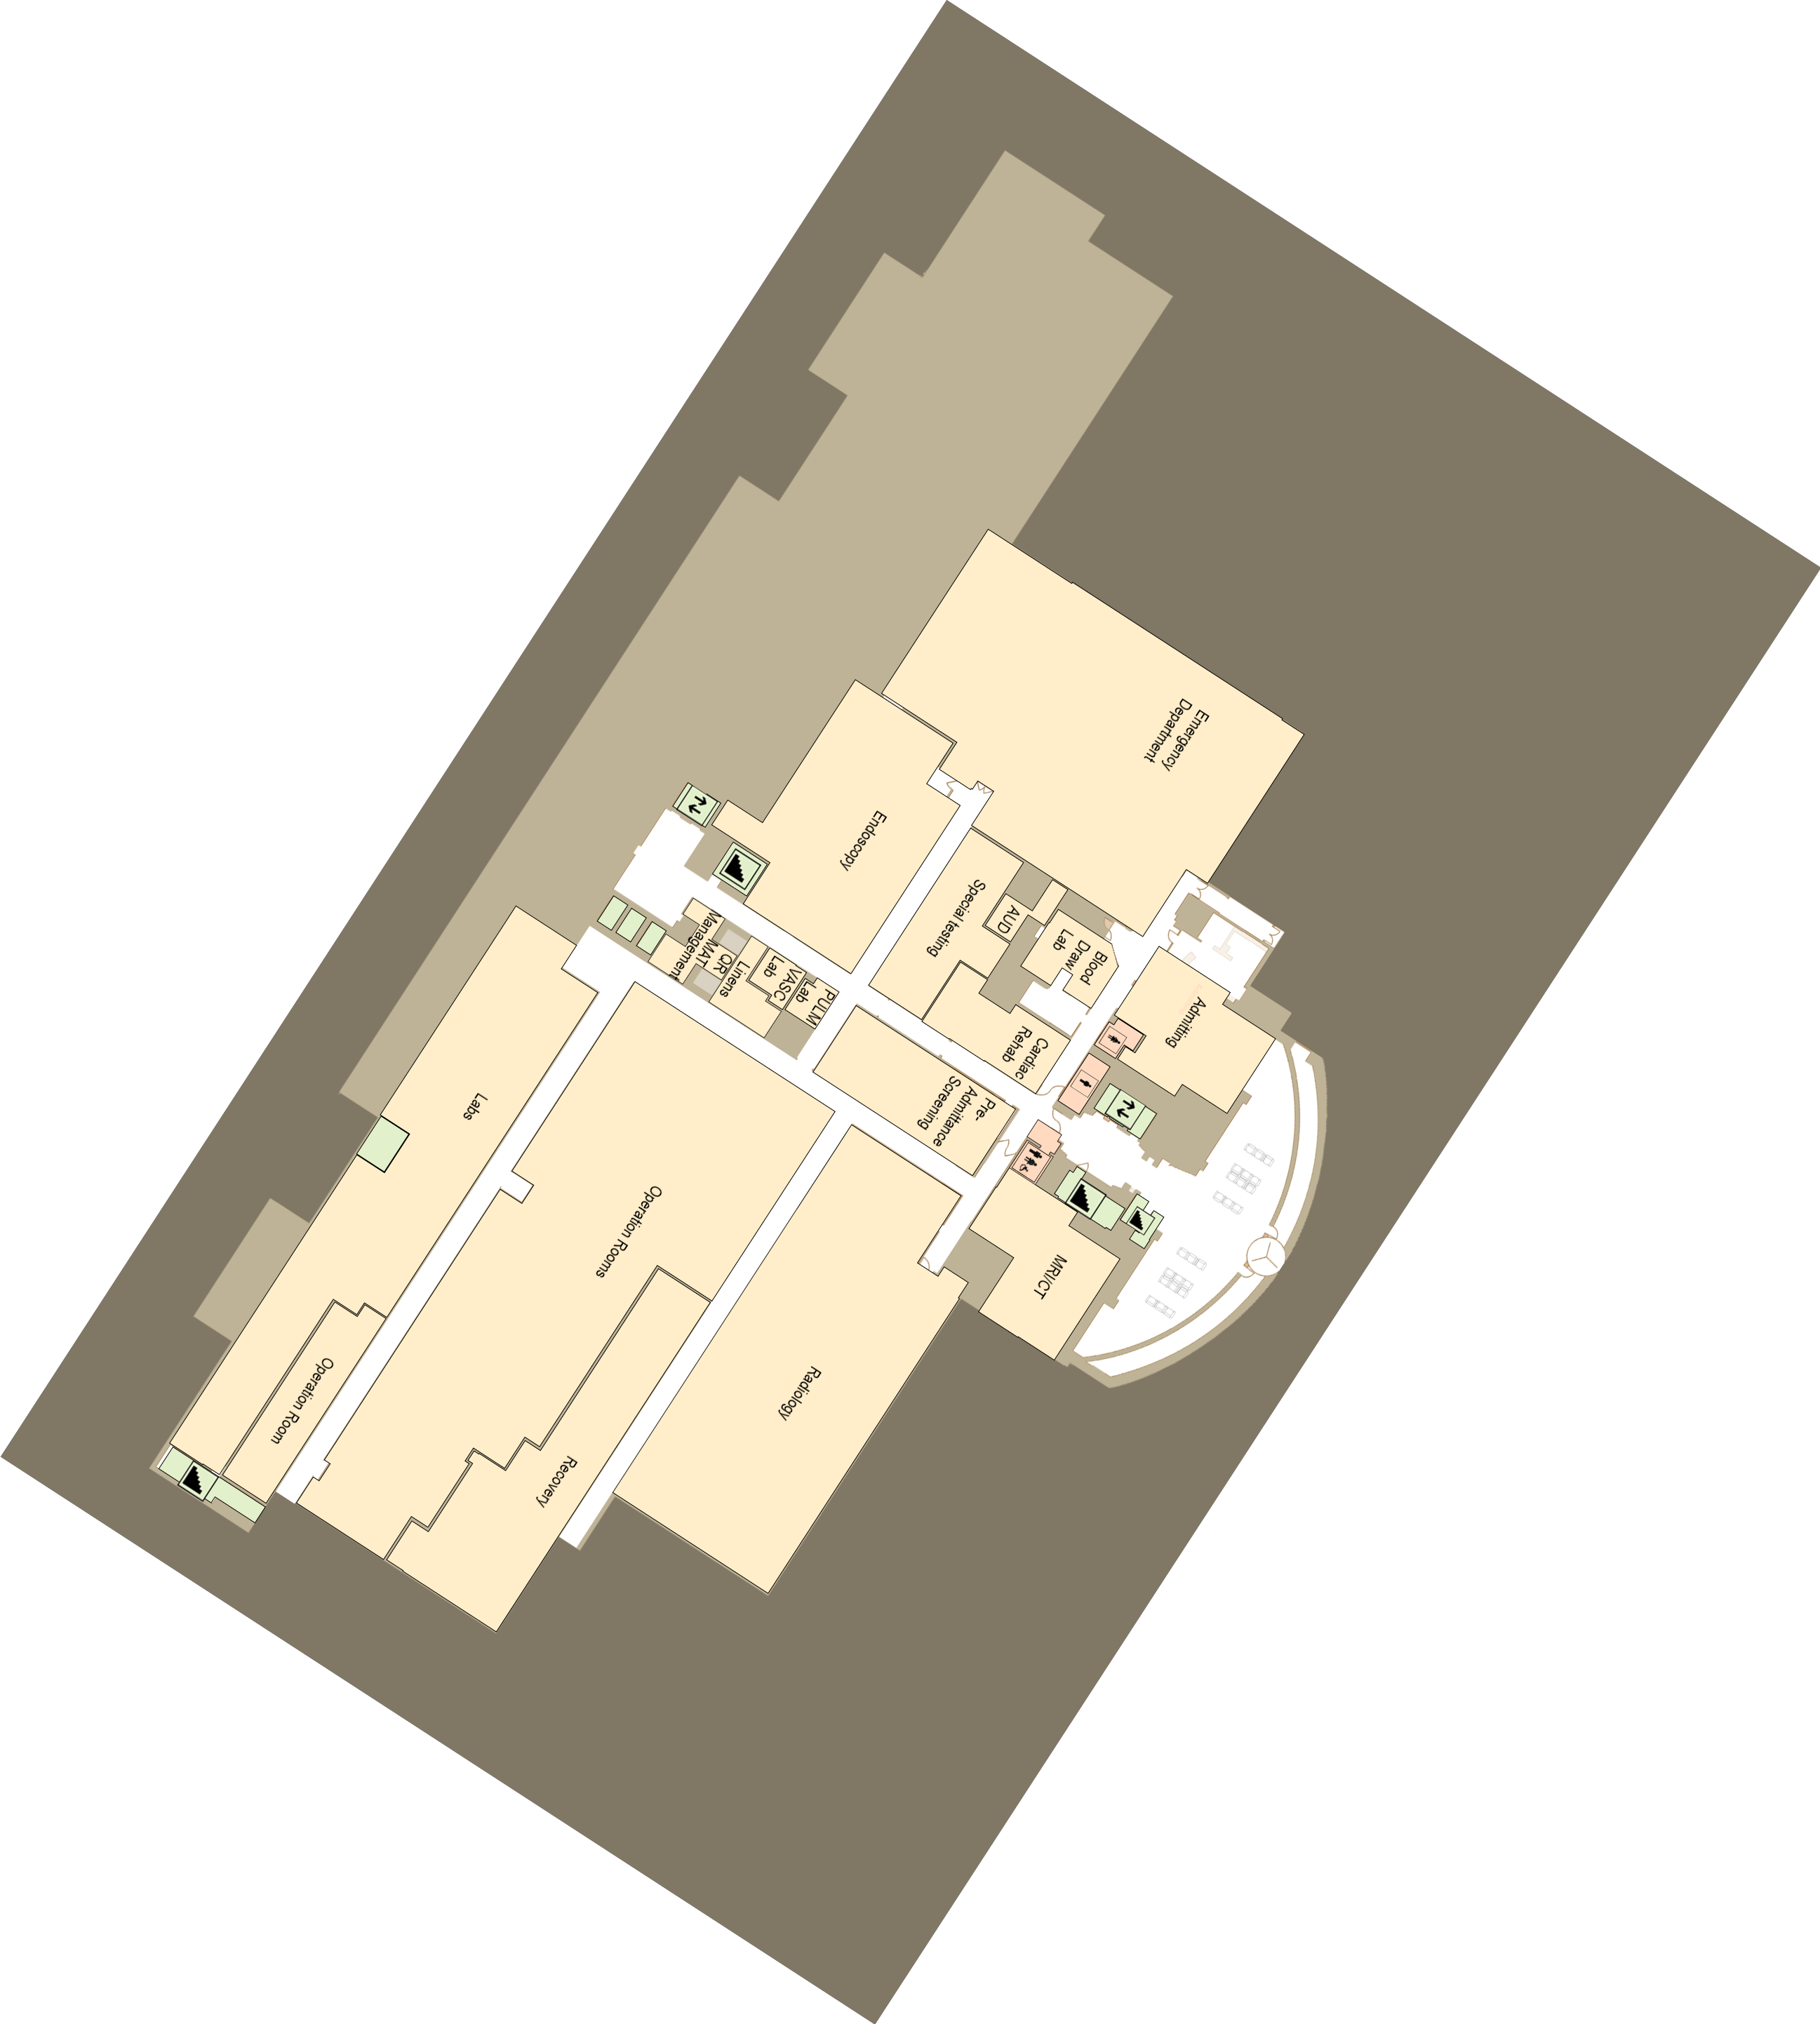 Emergency
Department
Endoscopy
Special testing
AUD
Blood
Draw
Lab
Admitting
Cardiac
Rehab
Pre-
Admittance
Screening
PULM
Lab
VASC
Lab
Linens
OR
MAT.
Management
Labs
Operation Rooms
MRI/CT
Radiology
Operation Room
Recovery